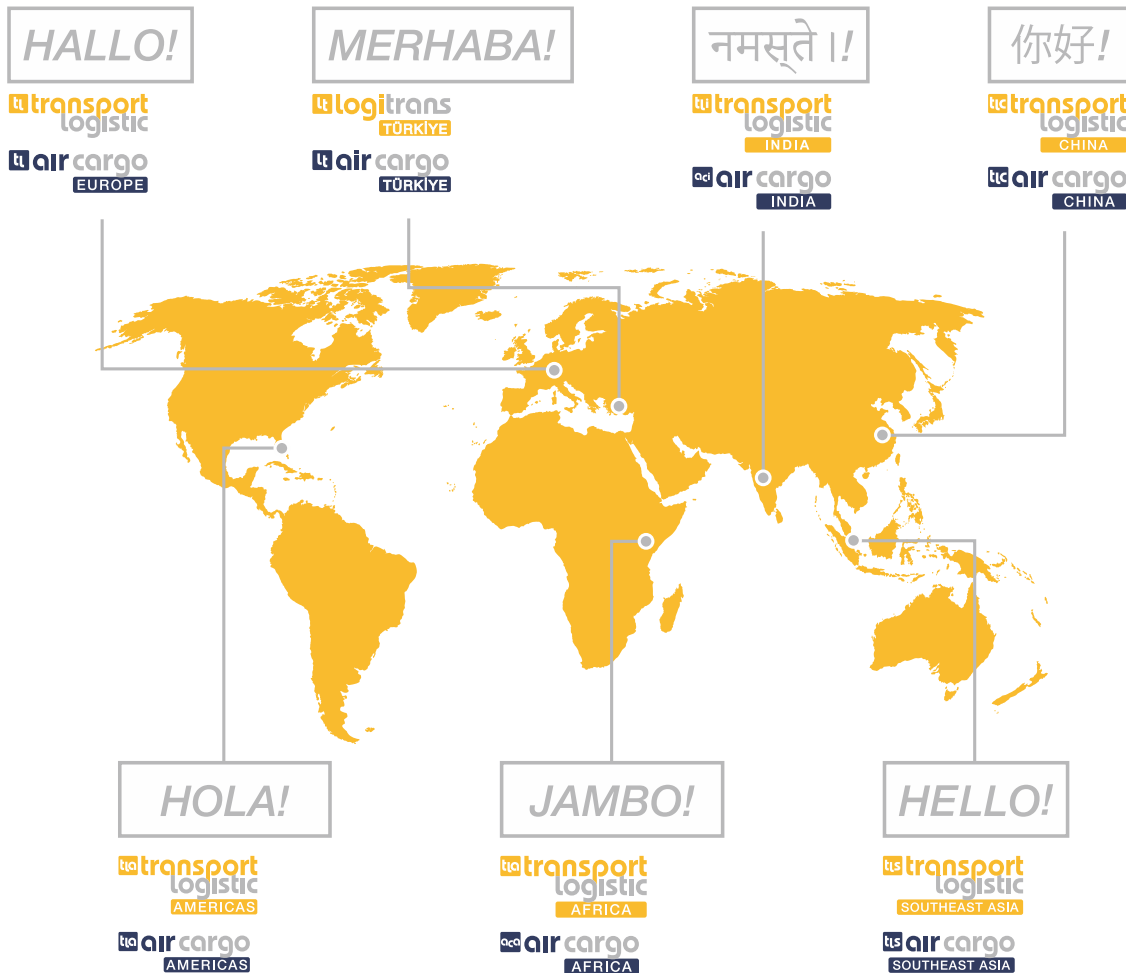 HALLO!
tl transport
logistic
tl air cargo
EUROPE
MERHABA!
lt logitrans
TÜRKİYE
lt air cargo
TÜRKİYE
नमस्ते।!
tli transport
logistic
INDIA
aci air cargo
INDIA
你好!
tlc transport
logistic
CHINA
tlc air cargo
CHINA
HOLA!
tla transport
logistic
AMERICAS
tla air cargo
AMERICAS
JAMBO!
tla transport
logistic
AFRICA
aca air cargo
AFRICA
HELLO!
tls transport
logistic
SOUTHEAST ASIA
tls air cargo
SOUTHEAST ASIA